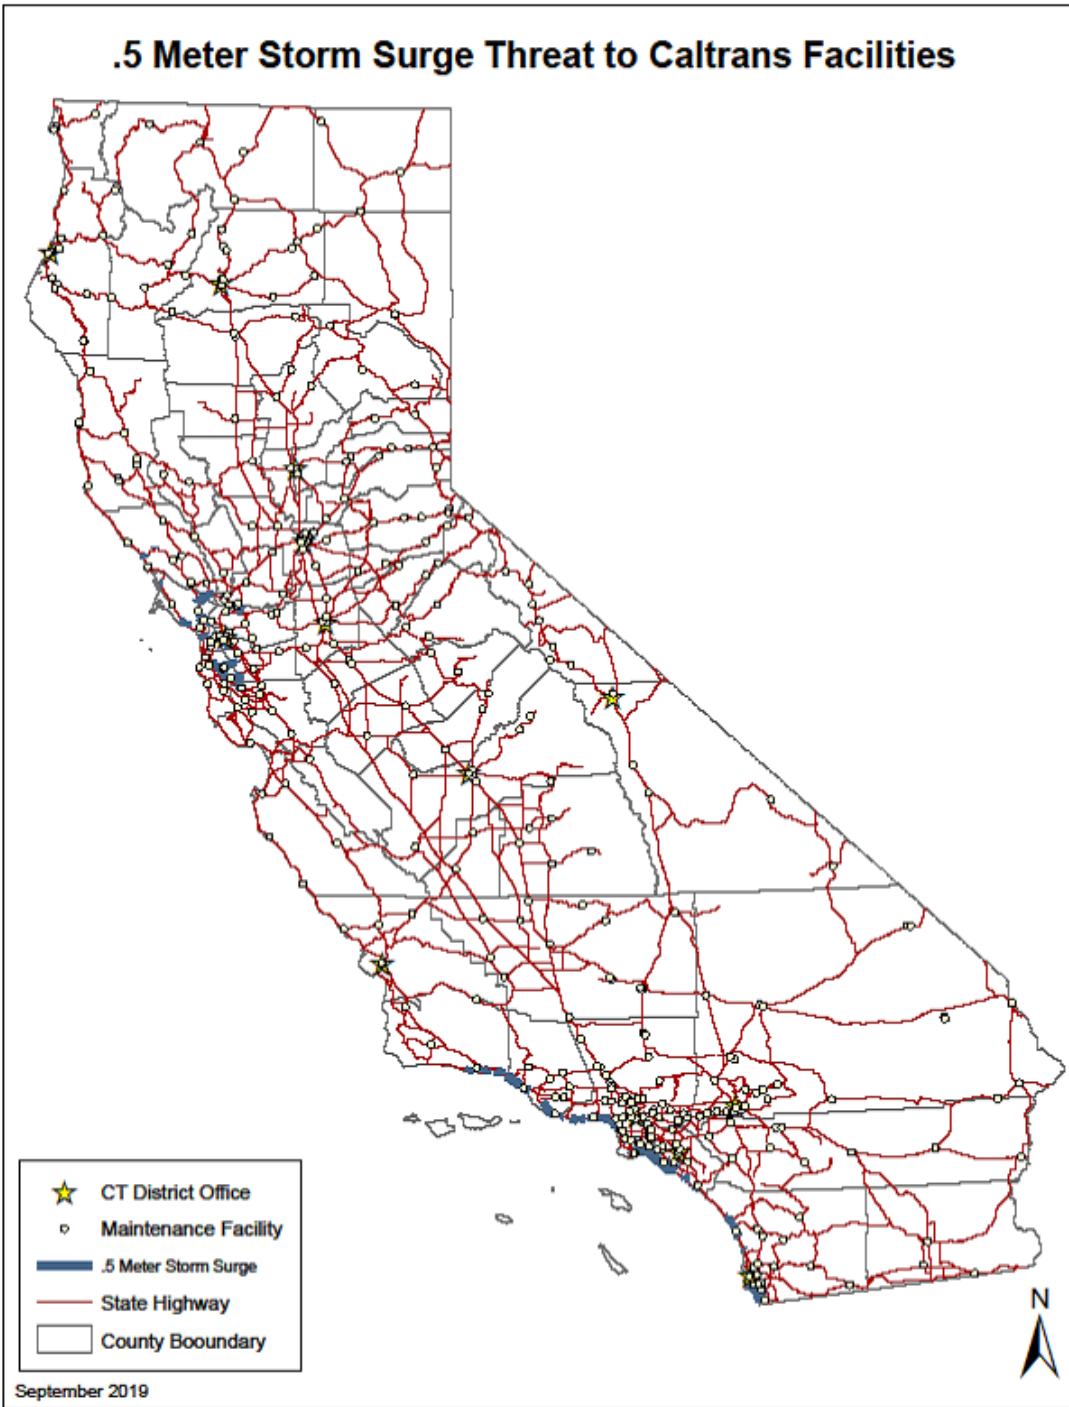 .5 Meter Storm Surge Threat to Caltrans Facilities
CT District Office
Maintenance Facility
.5 Meter Storm Surge
State Highway
County Booundary
N
September 2019